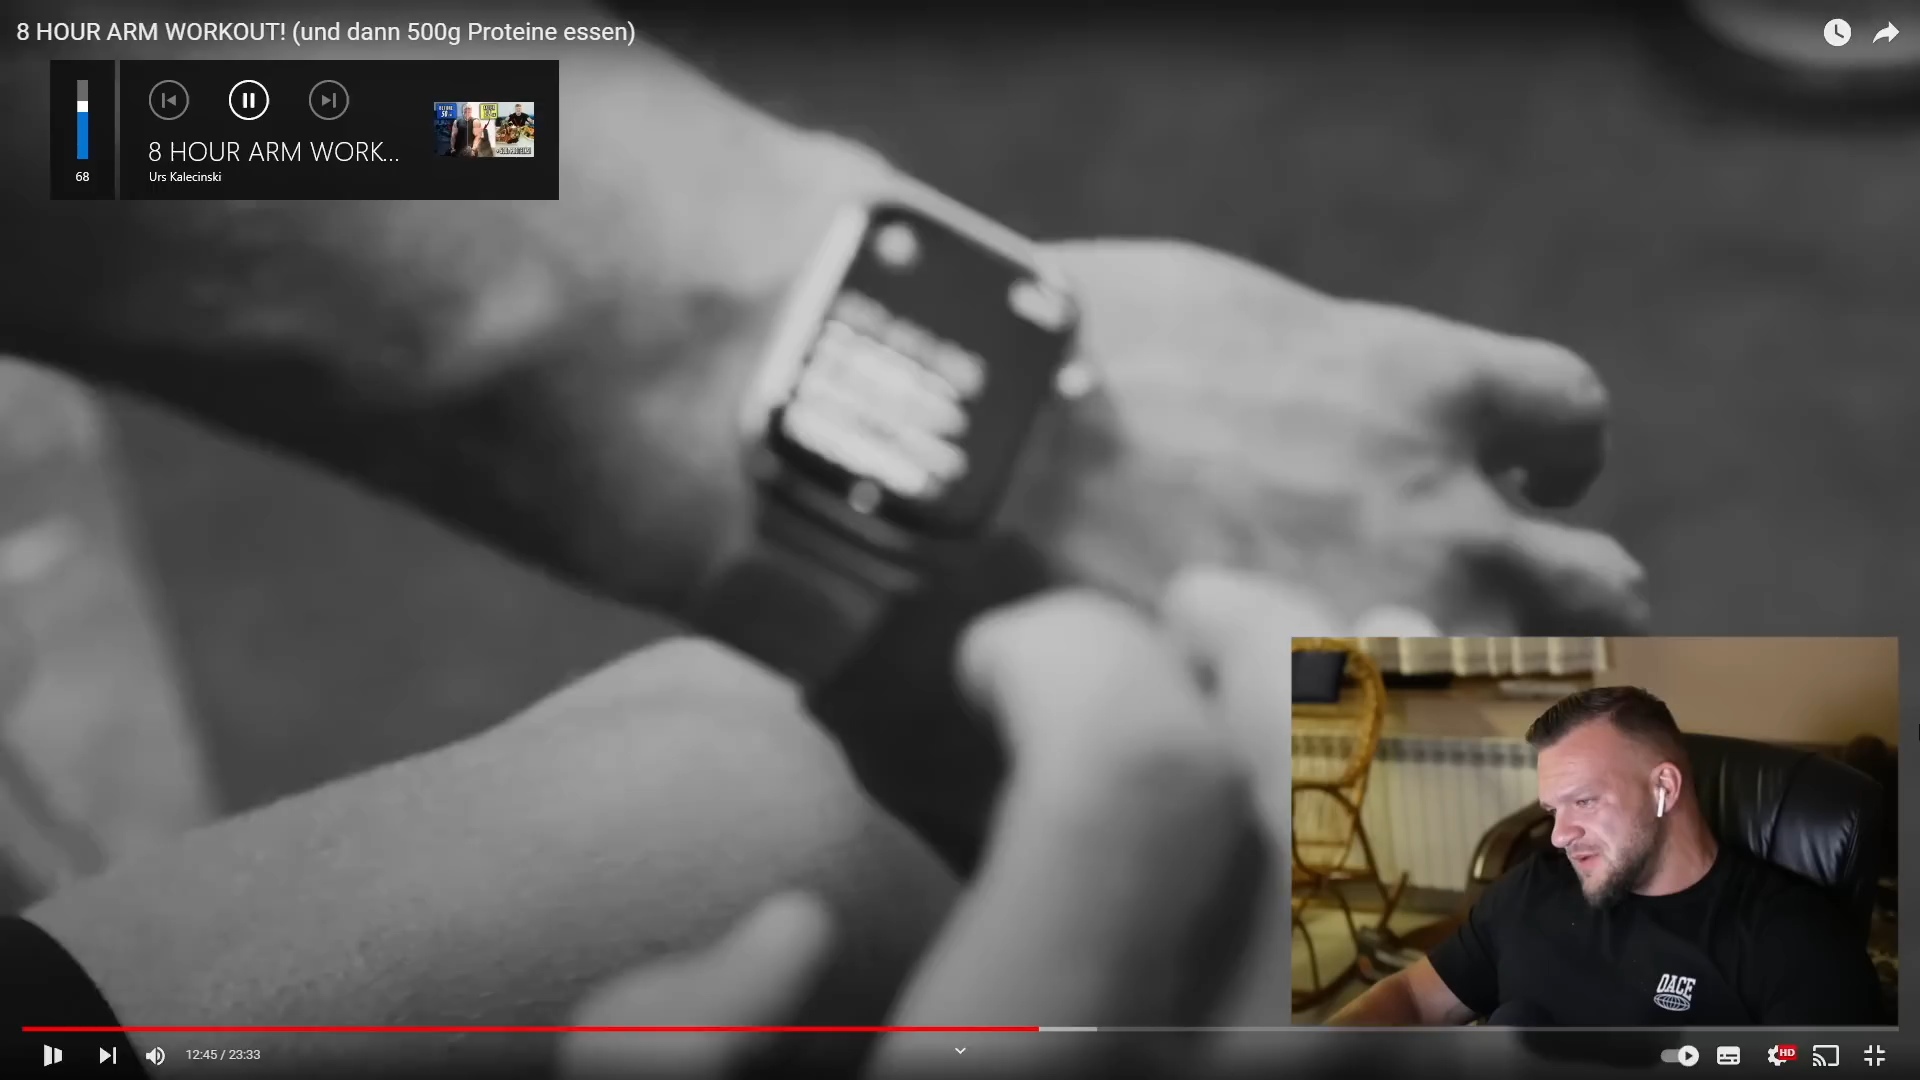 8 HOUR ARM WORKOUT! (und dann 500g Proteine essen)
8 HOUR ARM WORK...
68
Urs Kalecinski
OACE
12:45 / 23:33
HD